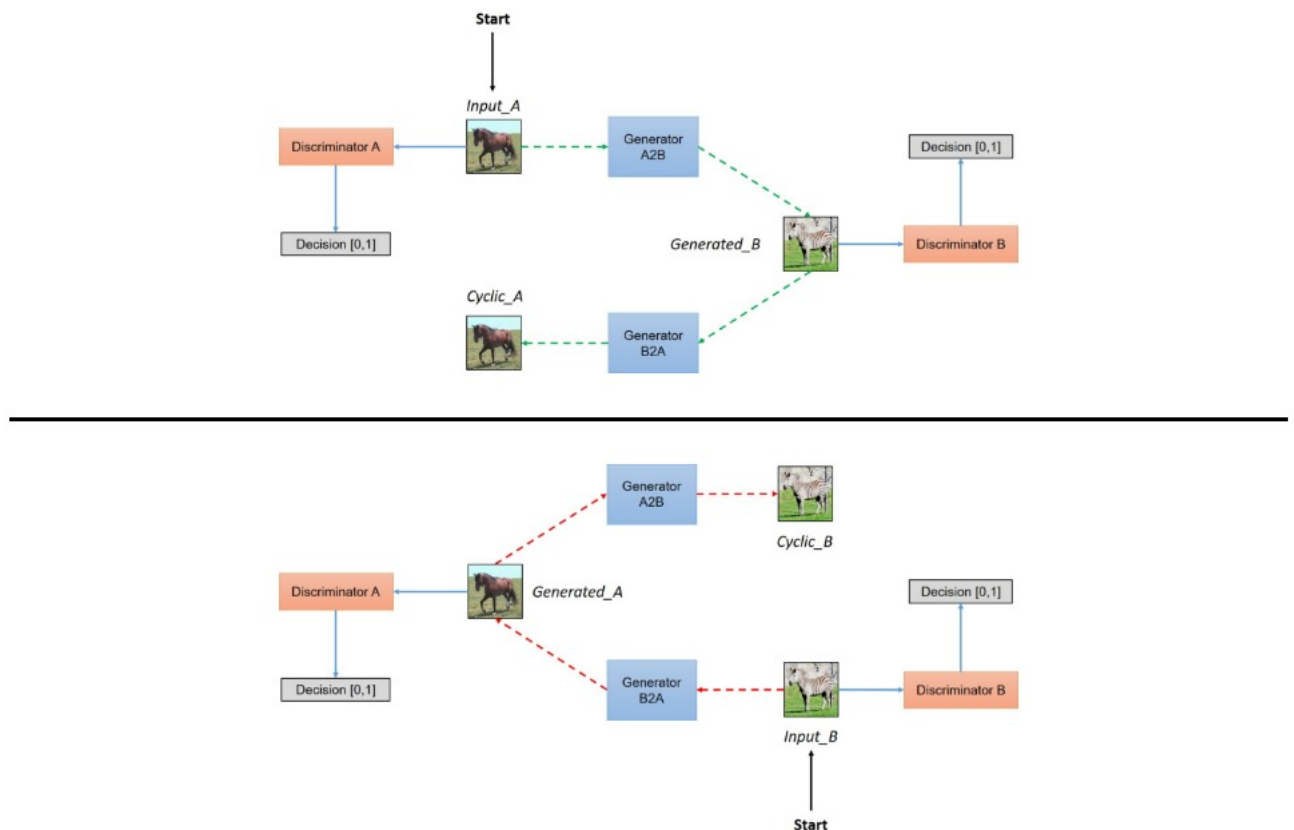 Start
Input_A
Discriminator A
Generator
A2B
Decision [0,1]
Decision [0,1]
Generated_B
Discriminator B
Cyclic_A
Generator
B2A
Generator
A2B
Cyclic_B
Discriminator A
Generated_A
Decision [0,1]
Decision [0,1]
Generator
B2A
Discriminator B
Input_B
Start